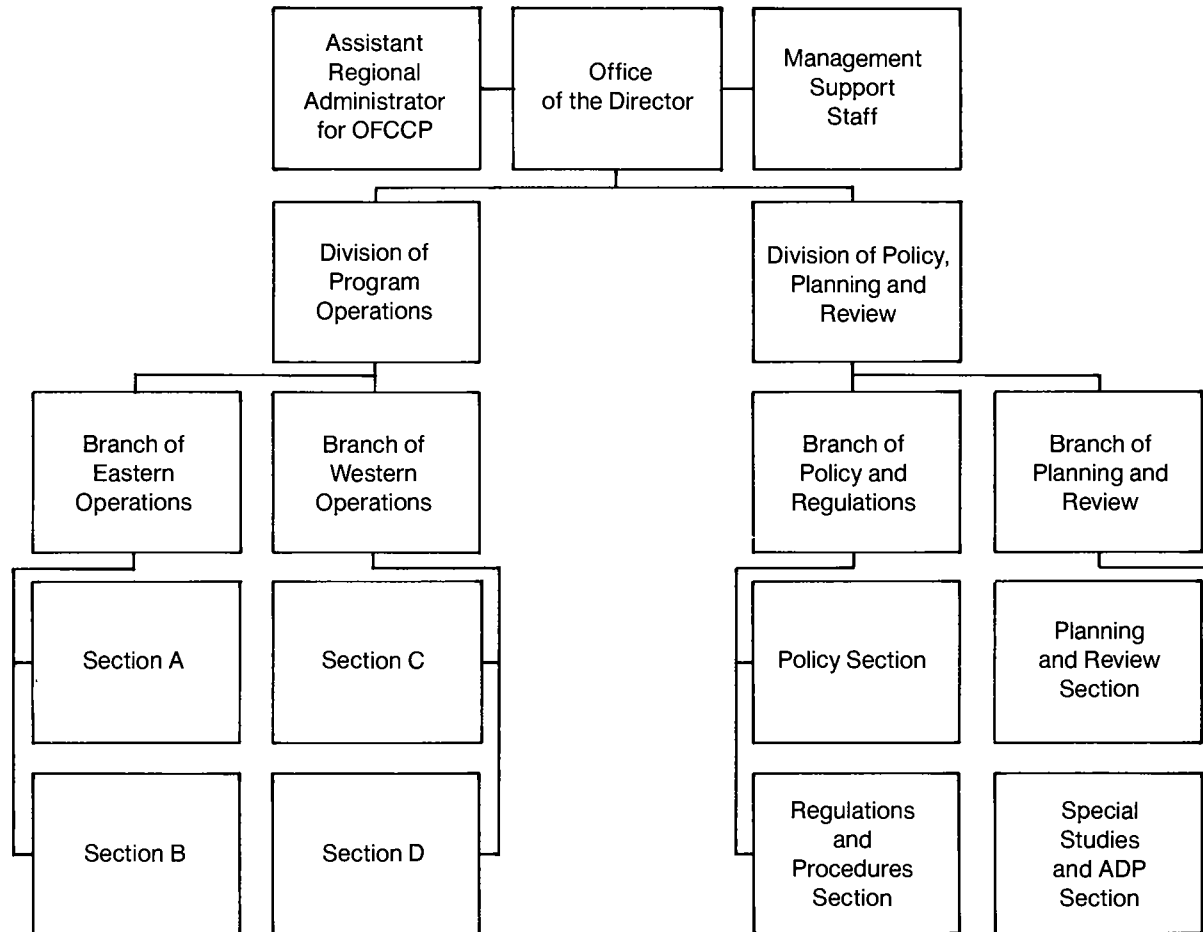 Assistant
Regional
Administrator
for OFCCP
Office
of the Director
Management
Support
Staff
Division of
Program
Operations
Division of Policy,
Planning and
Review
Branch of
Eastern
Operations
Branch of
Western
Operations
Branch of
Policy and
Regulations
Branch of
Planning and
Review
Section A
Section C
Policy Section
Planning
and Review
Section
Section B
Section D
Regulations
and
Procedures
Section
Special
Studies
and ADP
Section